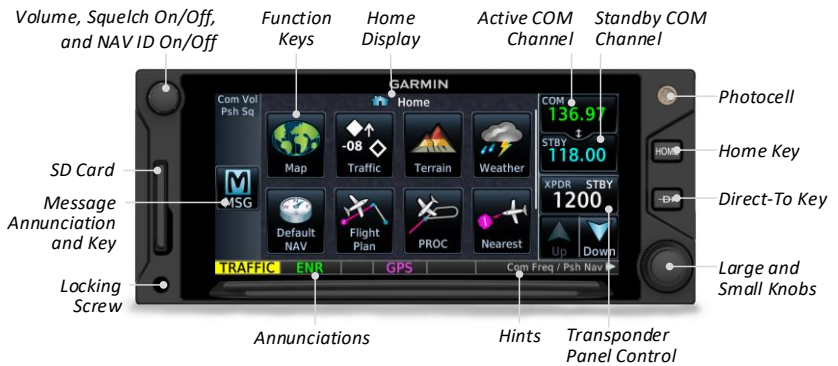 Volume, Squelch On/Off,
and NAV ID On/Off
Function
Keys
Home
Display
Active COM
Channel
Standby COM
Channel
GARMIN
Com Vol
Psh Sq
Home
COM
136.97
STBY
118.00
XPDR STBY
1200
Map
Traffic
-08
Terrain
Weather
MSG
Default
NAV
Flight
Plan
PROC
Nearest
Up
Down
TRAFFIC
ENR
GPS
Com Freq / Psh Nav
HOME
D
Photocell
Home Key
Direct-To Key
Large and
Small Knobs
SD Card
Message
Annunciation
and Key
Locking
Screw
Annunciations
Hints
Transponder
Panel Control